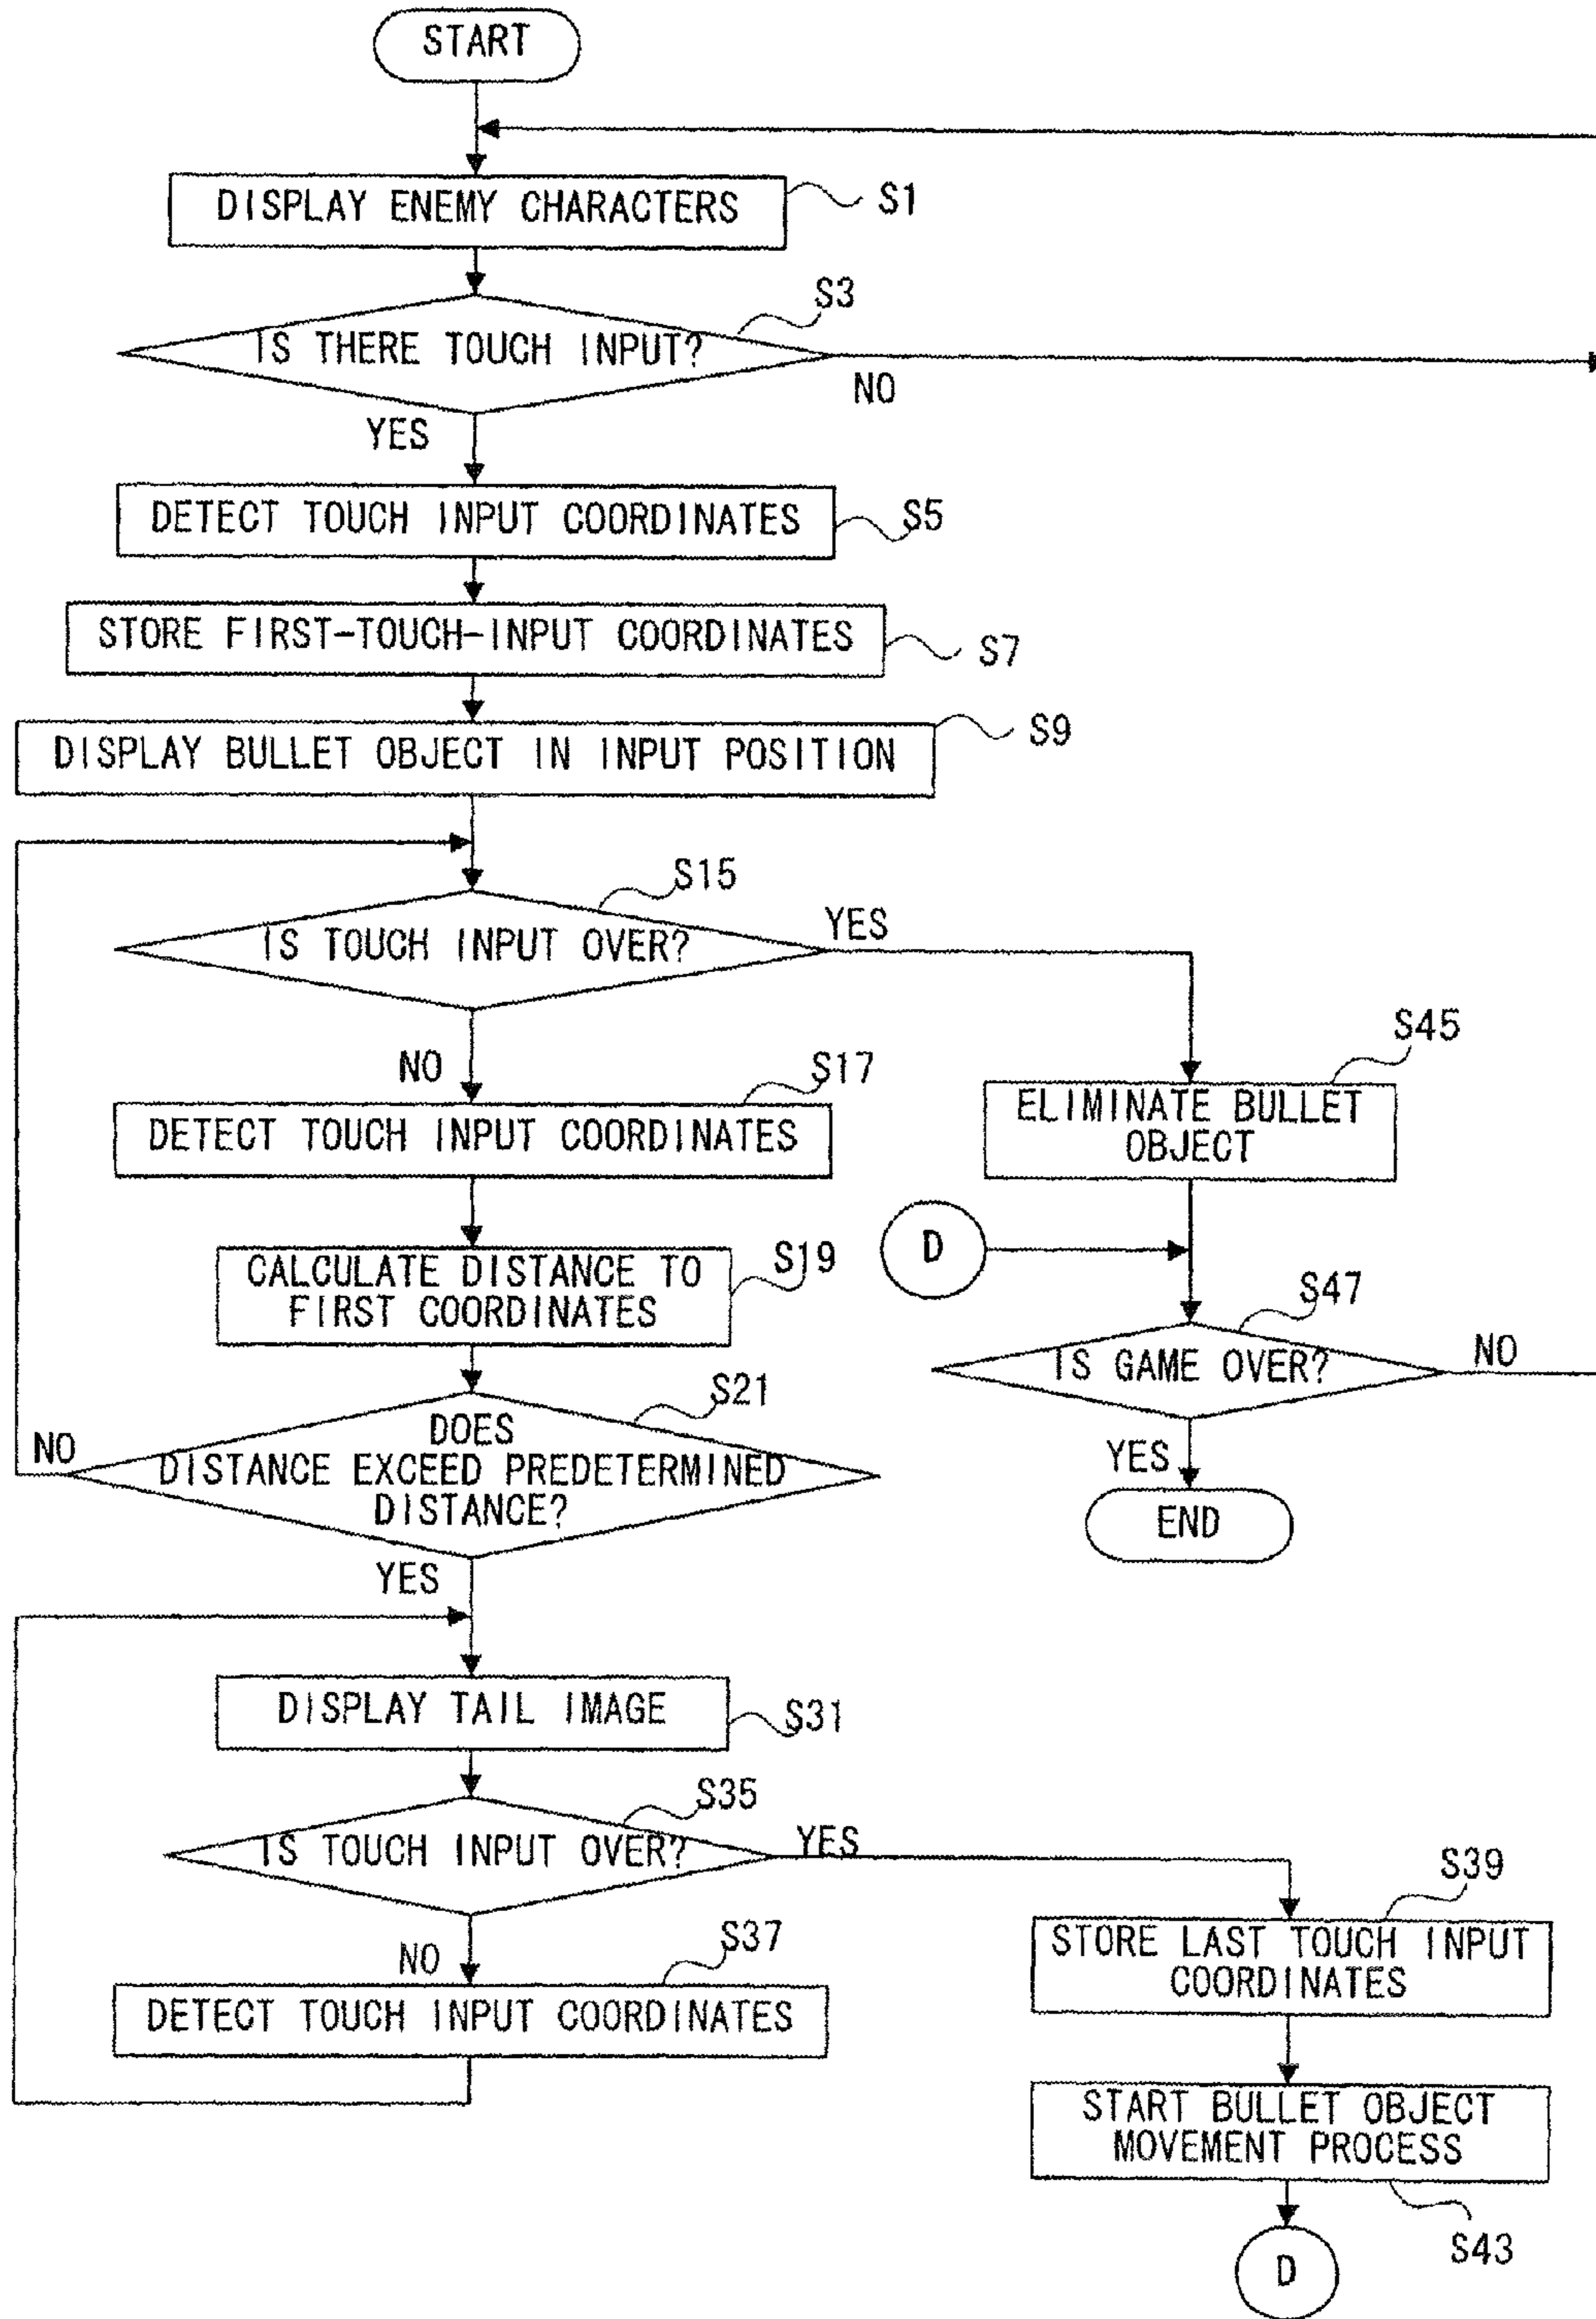 START
DISPLAY ENEMY CHARACTERS
S1
S3
IS THERE TOUCH INPUT?
NO
YES
DETECT TOUCH INPUT COORDINATES
S5
STORE FIRST-TOUCH-INPUT COORDINATES
S7
DISPLAY BULLET OBJECT IN INPUT POSITION
S9
S15
IS TOUCH INPUT OVER?
YES
NO
S17
DETECT TOUCH INPUT COORDINATES
S45
ELIMINATE BULLET
OBJECT
CALCULATE DISTANCE TO
FIRST COORDINATES
S19
D
S47
IS GAME OVER?
NO
YES
END
S21
DOES
DISTANCE EXCEED PREDETERMINED
DISTANCE?
NO
YES
DISPLAY TAIL IMAGE
S31
S35
IS TOUCH INPUT OVER?
YES
NO
S37
DETECT TOUCH INPUT COORDINATES
S39
STORE LAST TOUCH INPUT
COORDINATES
START BULLET OBJECT
MOVEMENT PROCESS
S43
D